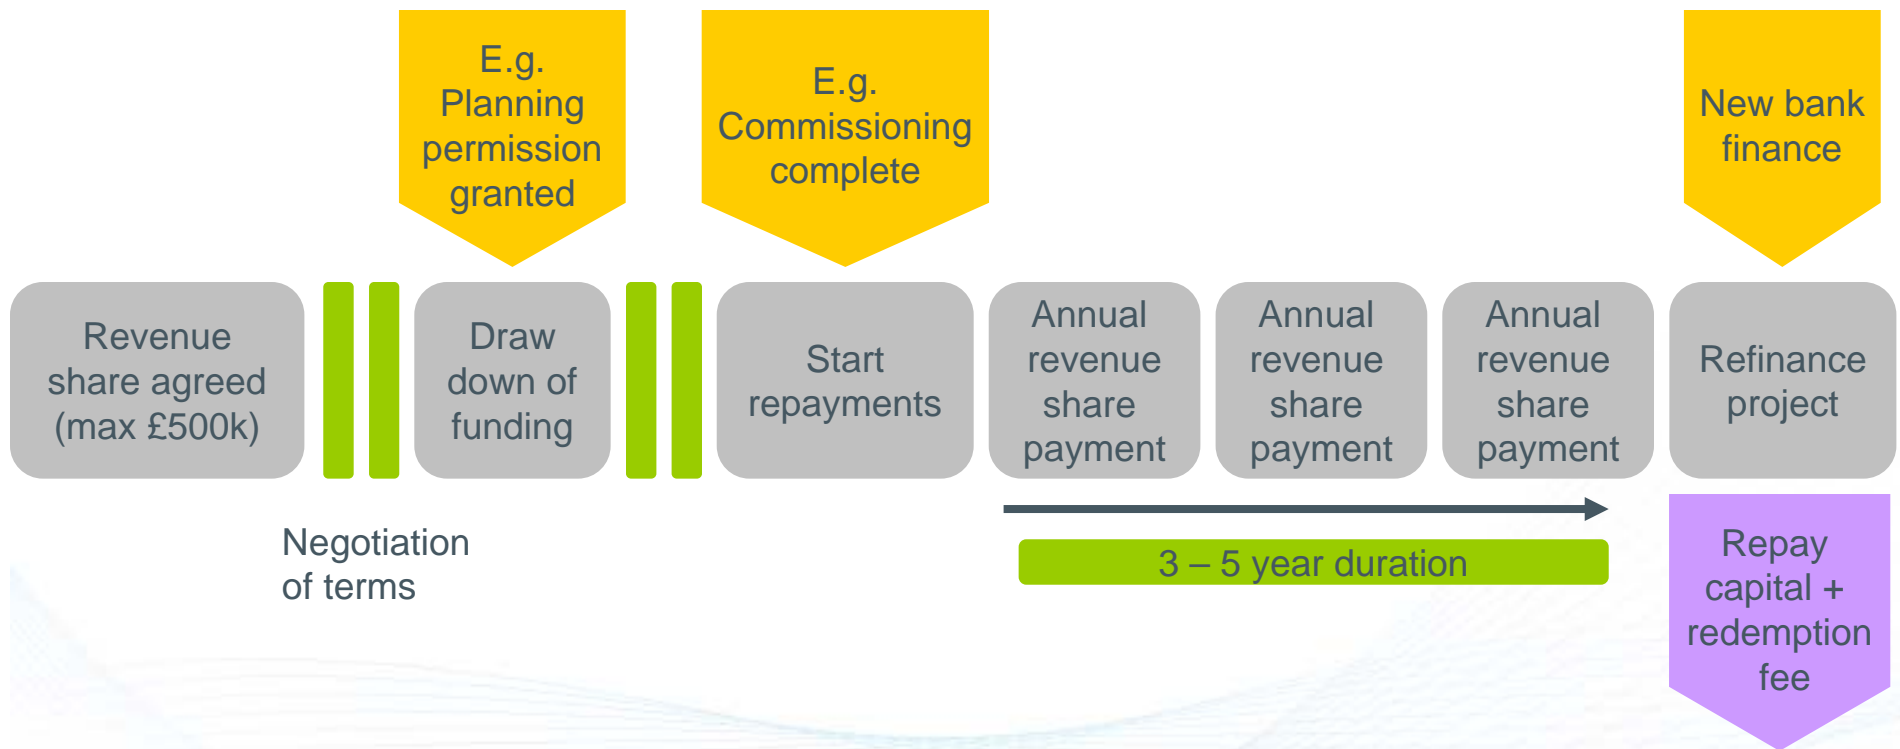 E.g.
Planning
permission
granted
E.g.
Commissioning
complete
New bank
finance
Revenue
share agreed
(max £500k)
Draw
down of
funding
Start
repayments
Annual
revenue
share
payment
Annual
revenue
share
payment
Annual
revenue
share
payment
Refinance
project
Negotiation
of terms
3 – 5 year duration
Repay
capital +
redemption
fee